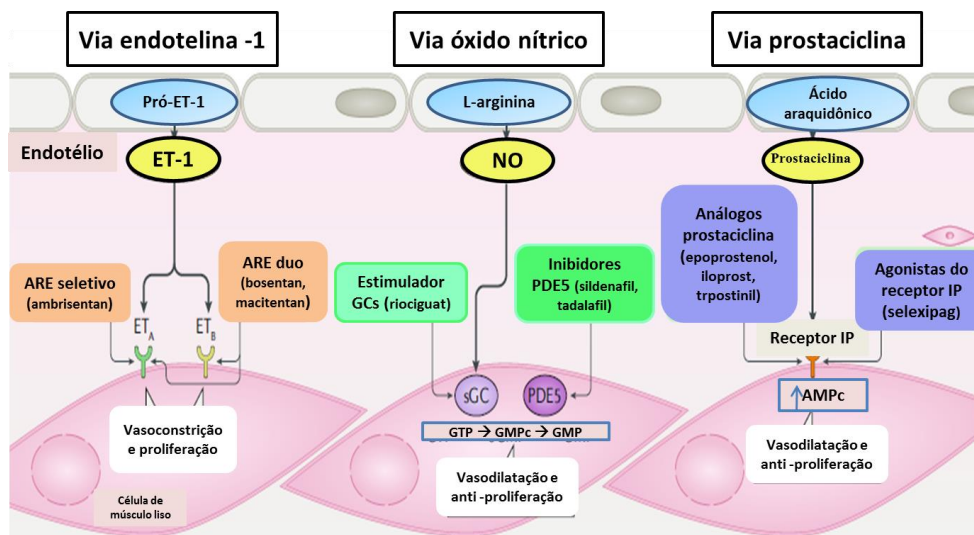 Via endotelina -1
Via óxido nítrico
Via prostaciclina
Pró-ET-1
L-arginina
Ácido
araquidônico
Endotélio
ET-1
NO
Prostaciclina
ARE seletivo
(ambrisentan)
ARE duo
(bosentan,
macitentan)
Estimulador
GCs (riociguat)
Inibidores
PDE5 (sildenafil,
tadalafil)
Análogos
prostaciclina
(epoprostenol,
iloprost,
trpostinil)
Agonistas do
receptor IP
(selexipag)
ETA
ETB
Receptor IP
sGC
PDE5
AMPc
GTP → GMPc → GMP
Vasoconstrição
e proliferação
Vasodilatação e
anti -proliferação
Vasodilatação e
anti -proliferação
Célula de
músculo liso